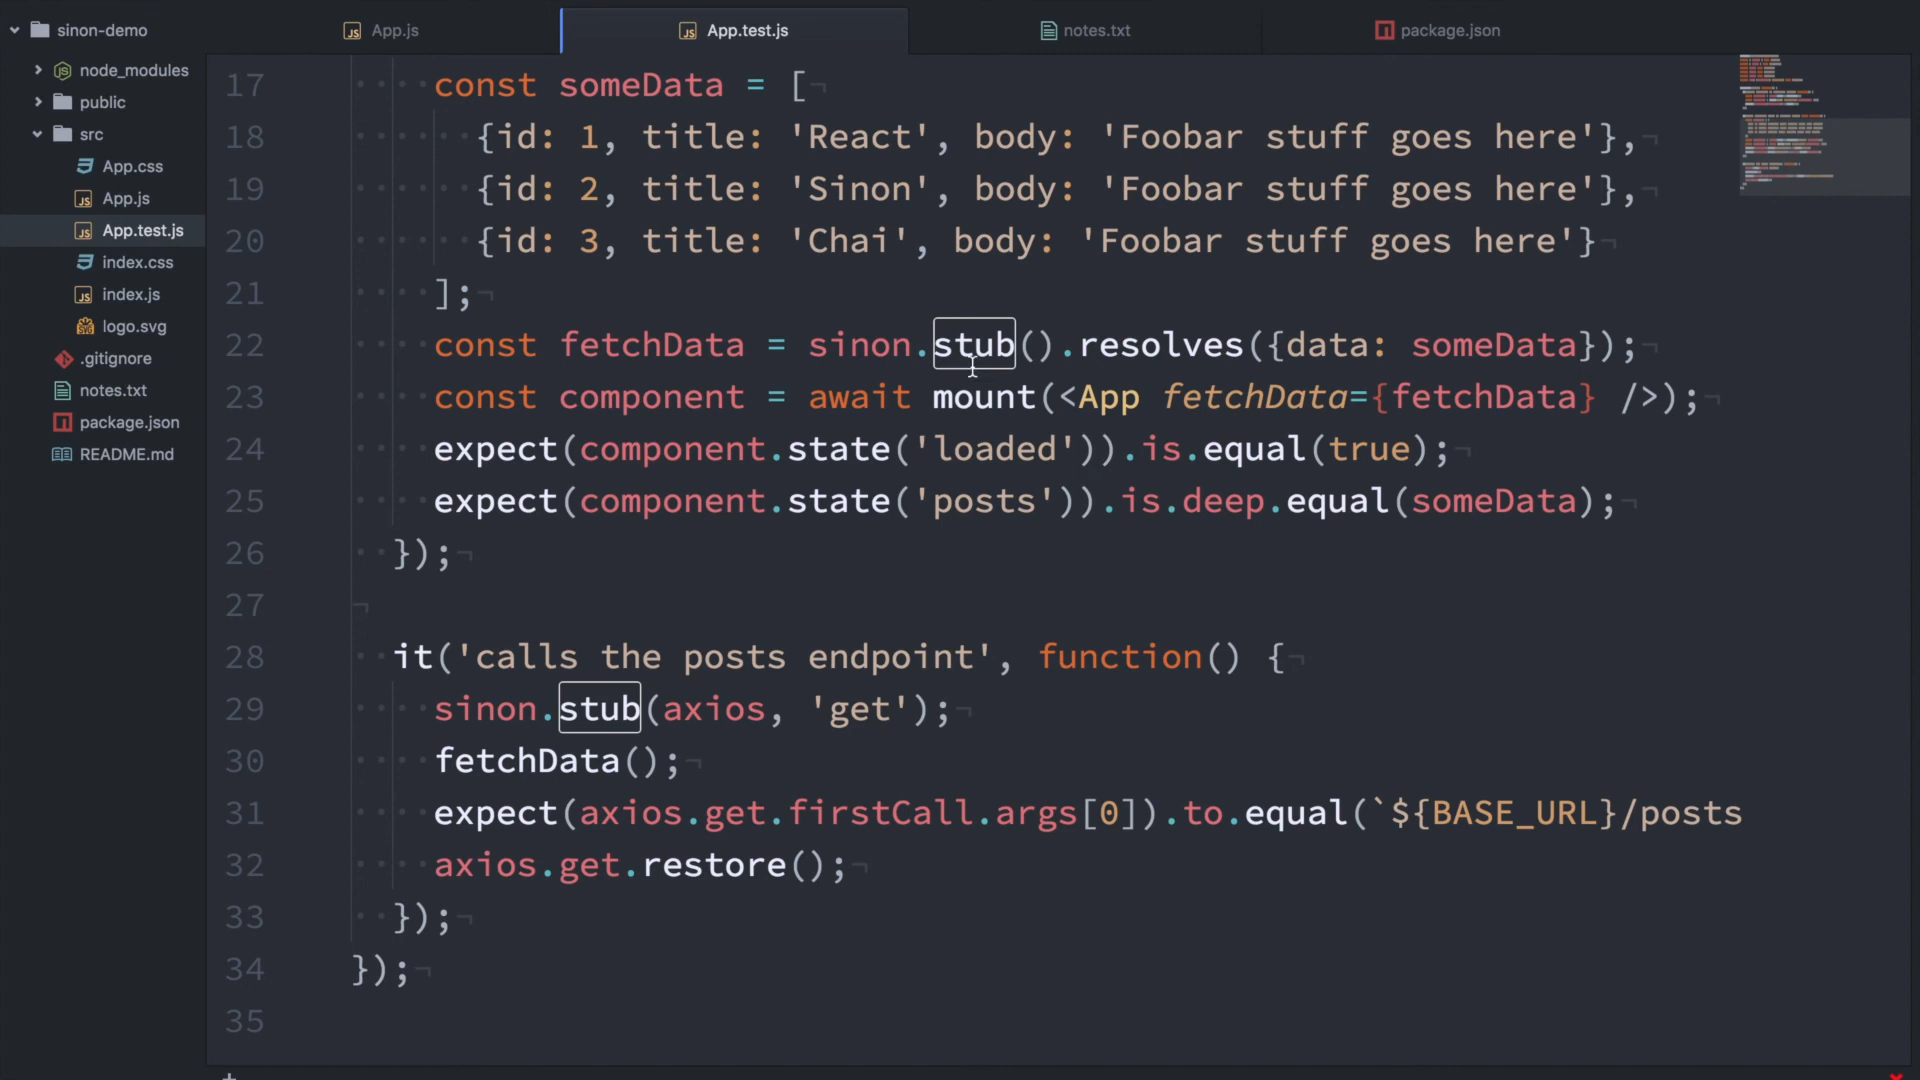 sinon-demo
App.js
App.test.js
notes.txt
package.json
node_modules
public
src
App.css
App.js
App.test.js
index.css
index.js
logo.svg
.gitignore
notes.txt
package.json
README.md
17 const someData = [
18 {id: 1, title: 'React', body: 'Foobar stuff goes here'},
19 {id: 2, title: 'Sinon', body: 'Foobar stuff goes here'},
20 {id: 3, title: 'Chai', body: 'Foobar stuff goes here'}
21 ];
22 const fetchData = sinon.stub().resolves({data: someData});
23 const component = await mount(<App fetchData={fetchData} />);
24 expect(component.state('loaded')).is.equal(true);
25 expect(component.state('posts')).is.deep.equal(someData);
26 });
27
28 it('calls the posts endpoint', function() {
29 sinon.stub(axios, 'get');
30 fetchData();
31 expect(axios.get.firstCall.args[0]).to.equal(`${BASE_URL}/posts
32 axios.get.restore();
33 });
34 });
35